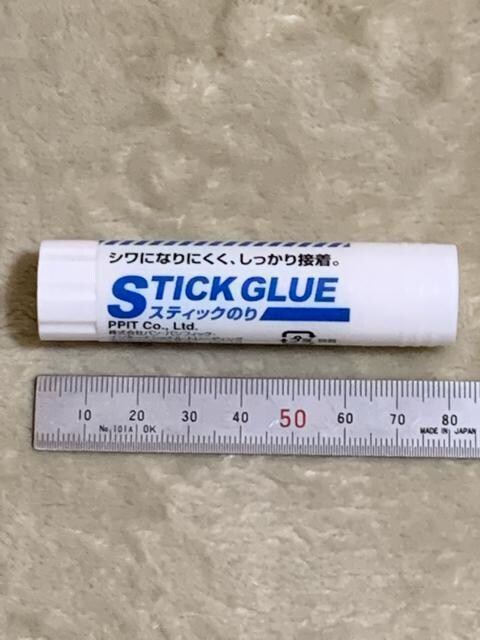 シワになりにくく、しっかり接着。
STICK GLUE
スティックのり
PPIT Co., Ltd.
10 20 30 40 50 60 70 80
No.101A OK
MADE IN JAPAN